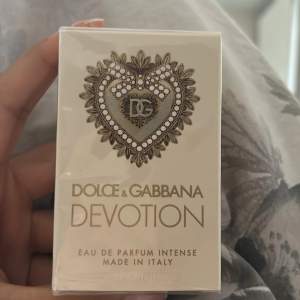 DG
DOLCE & GABBANA
DEVOTION
EAU DE PARFUM INTENSE
MADE IN ITALY